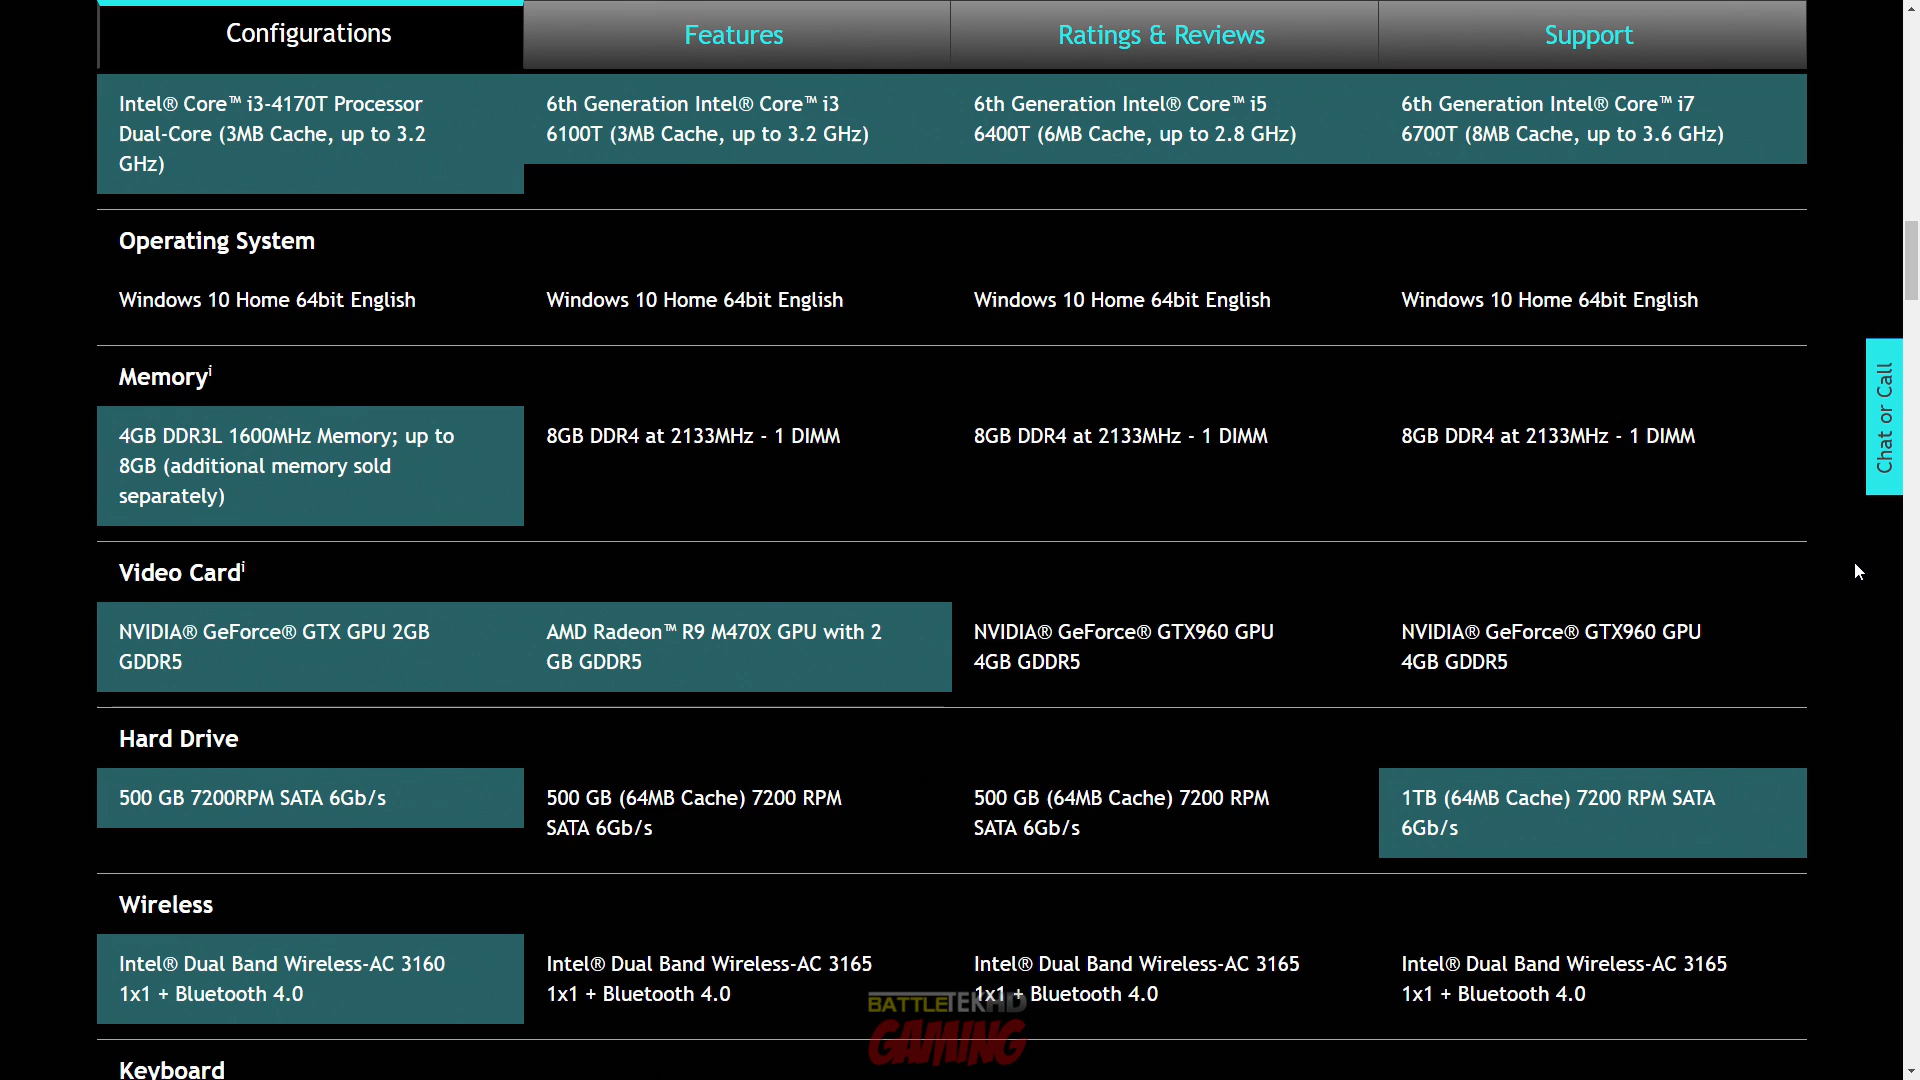 Configurations
Features
Ratings & Reviews
Support
Intel® Core™ i3-4170T Processor
Dual-Core (3MB Cache, up to 3.2
GHz)
6th Generation Intel® Core™ i3
6100T (3MB Cache, up to 3.2 GHz)
6th Generation Intel® Core™ i5
6400T (6MB Cache, up to 2.8 GHz)
6th Generation Intel® Core™ i7
6700T (8MB Cache, up to 3.6 GHz)
Operating System
Windows 10 Home 64bit English
Windows 10 Home 64bit English
Windows 10 Home 64bit English
Windows 10 Home 64bit English
Memoryⁱ
4GB DDR3L 1600MHz Memory; up to
8GB (additional memory sold
separately)
8GB DDR4 at 2133MHz - 1 DIMM
8GB DDR4 at 2133MHz - 1 DIMM
8GB DDR4 at 2133MHz - 1 DIMM
Chat or Call
Video Cardⁱ
NVIDIA® GeForce® GTX GPU 2GB
GDDR5
AMD Radeon™ R9 M470X GPU with 2
GB GDDR5
NVIDIA® GeForce® GTX960 GPU
4GB GDDR5
NVIDIA® GeForce® GTX960 GPU
4GB GDDR5
Hard Drive
500 GB 7200RPM SATA 6Gb/s
500 GB (64MB Cache) 7200 RPM
SATA 6Gb/s
500 GB (64MB Cache) 7200 RPM
SATA 6Gb/s
1TB (64MB Cache) 7200 RPM SATA
6Gb/s
Wireless
Intel® Dual Band Wireless-AC 3160
1x1 + Bluetooth 4.0
Intel® Dual Band Wireless-AC 3165
1x1 + Bluetooth 4.0
Intel® Dual Band Wireless-AC 3165
1x1 + Bluetooth 4.0
Intel® Dual Band Wireless-AC 3165
1x1 + Bluetooth 4.0
BATTLETEKHD
GAMING
Keyboard